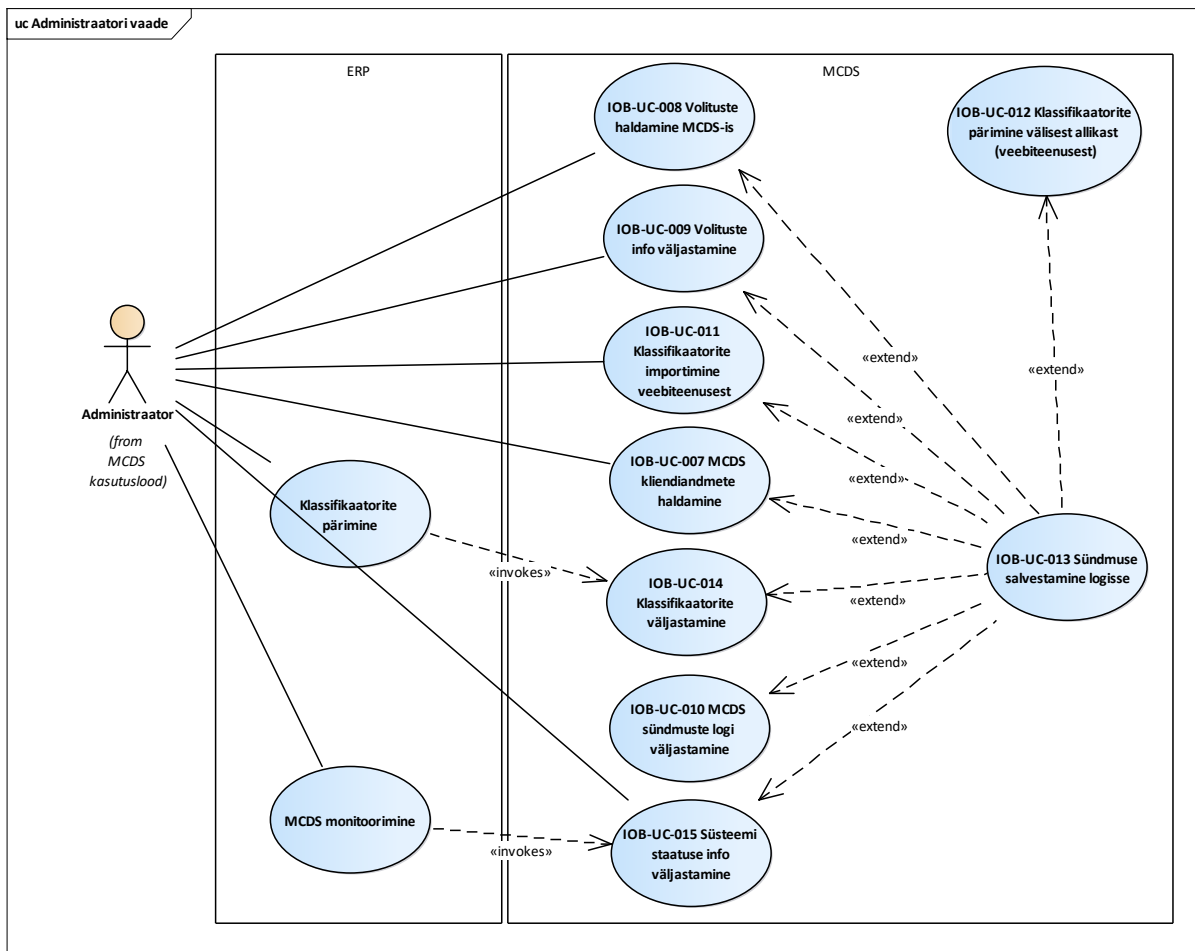 uc Administraatori vaade
ERP
MCDS
IOB-UC-008 Volituste
haldamine MCDS-is
IOB-UC-012 Klassifikaatorite
pärimine välisest allikast
(veebiteenusest)
IOB-UC-009 Volituste
info väljastamine
IOB-UC-011
Klassifikaatorite
importimine
veebiteenusest
«extend»
«extend»
«extend»
Administraator
(from
MCDS
kasutuslood)
IOB-UC-007 MCDS
kliendiandmete
haldamine
«extend»
Klassifikaatorite
pärimine
«extend»
«invokes»
IOB-UC-014
Klassifikaatorite
väljastamine
«extend»
IOB-UC-013 Sündmuse
salvestamine logisse
«extend»
IOB-UC-010 MCDS
sündmuste logi
väljastamine
«extend»
MCDS monitoorimine
«invokes»
IOB-UC-015 Süsteemi
staatuse info
väljastamine